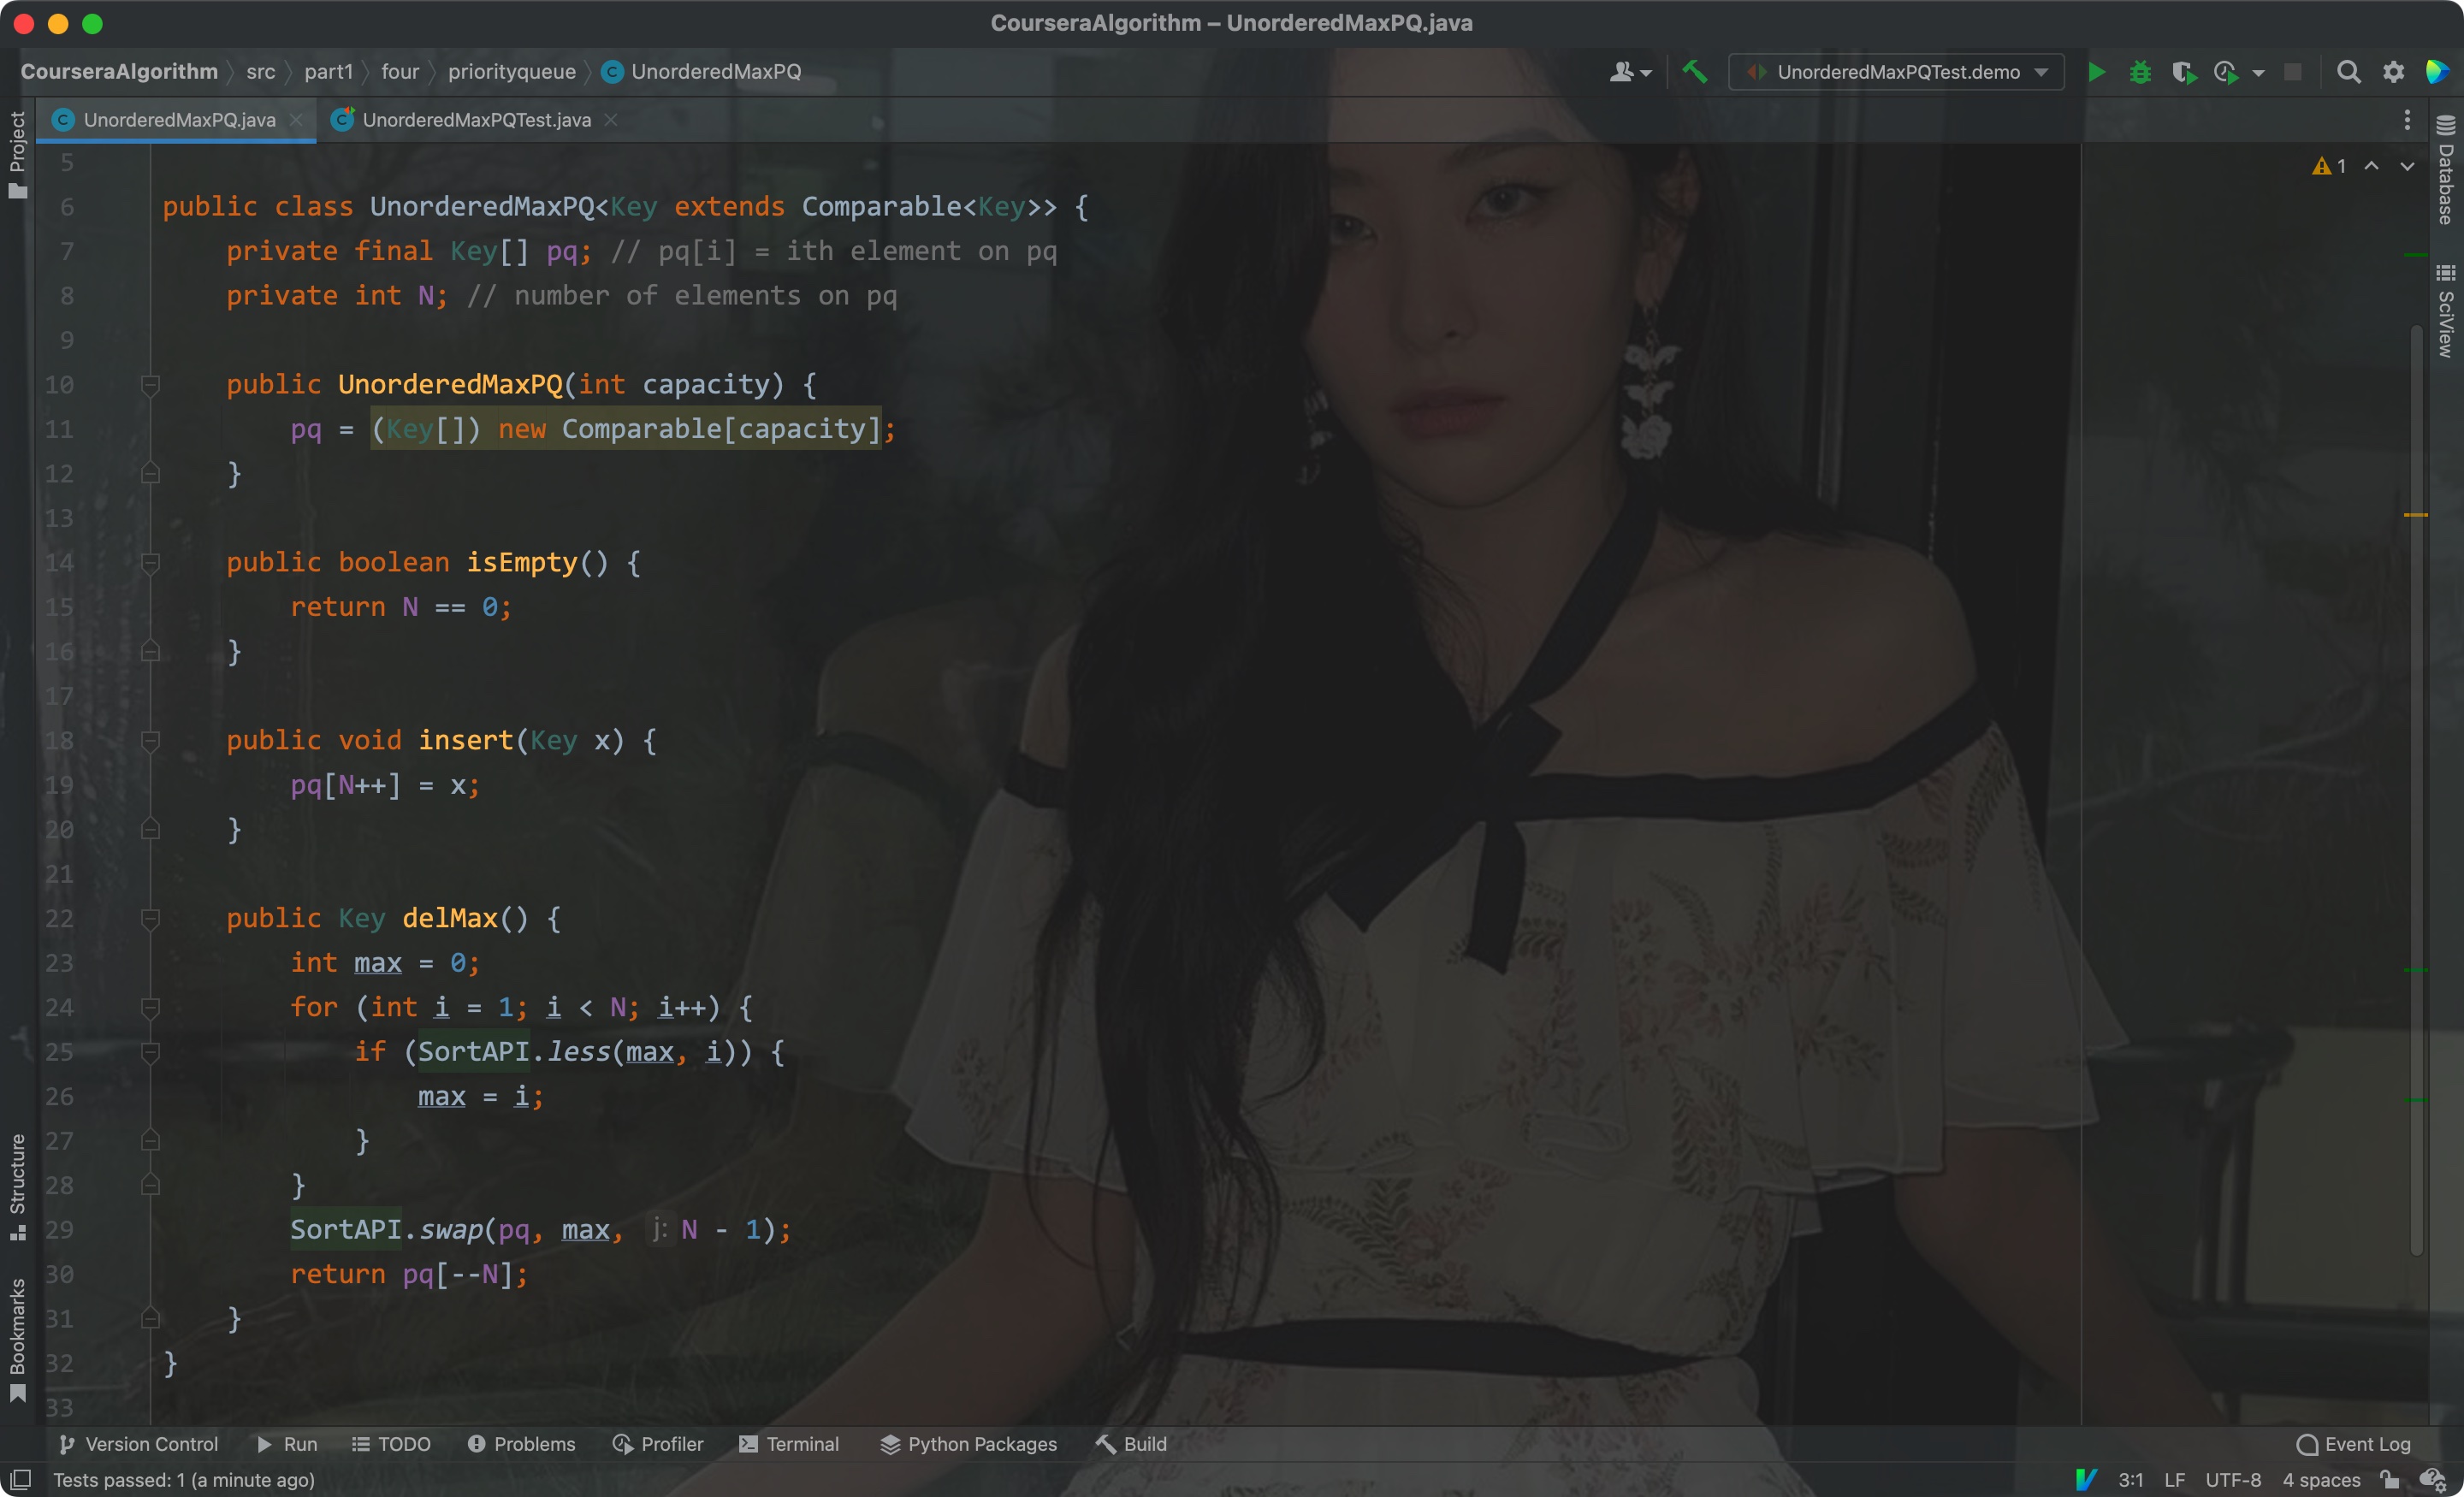 CourseraAlgorithm – UnorderedMaxPQ.java
CourseraAlgorithm src part1 four priorityqueue UnorderedMaxPQ
UnorderedMaxPQTest.demo
UnorderedMaxPQ.java UnorderedMaxPQTest.java
Project
Structure
Bookmarks
5
6 public class UnorderedMaxPQ<Key extends Comparable<Key>> {
7 private final Key[] pq; // pq[i] = ith element on pq
8 private int N; // number of elements on pq
9
10 public UnorderedMaxPQ(int capacity) {
11 pq = (Key[]) new Comparable[capacity];
12 }
13
14 public boolean isEmpty() {
15 return N == 0;
16 }
17
18 public void insert(Key x) {
19 pq[N++] = x;
20 }
21
22 public Key delMax() {
23 int max = 0;
24 for (int i = 1; i < N; i++) {
25 if (SortAPI.less(max, i)) {
26 max = i;
27 }
28 }
29 SortAPI.swap(pq, max, j: N - 1);
30 return pq[--N];
31 }
32 }
33
1
Database
SciView
Version Control Run TODO Problems Profiler Terminal Python Packages Build Event Log
Tests passed: 1 (a minute ago) 3:1 LF UTF-8 4 spaces